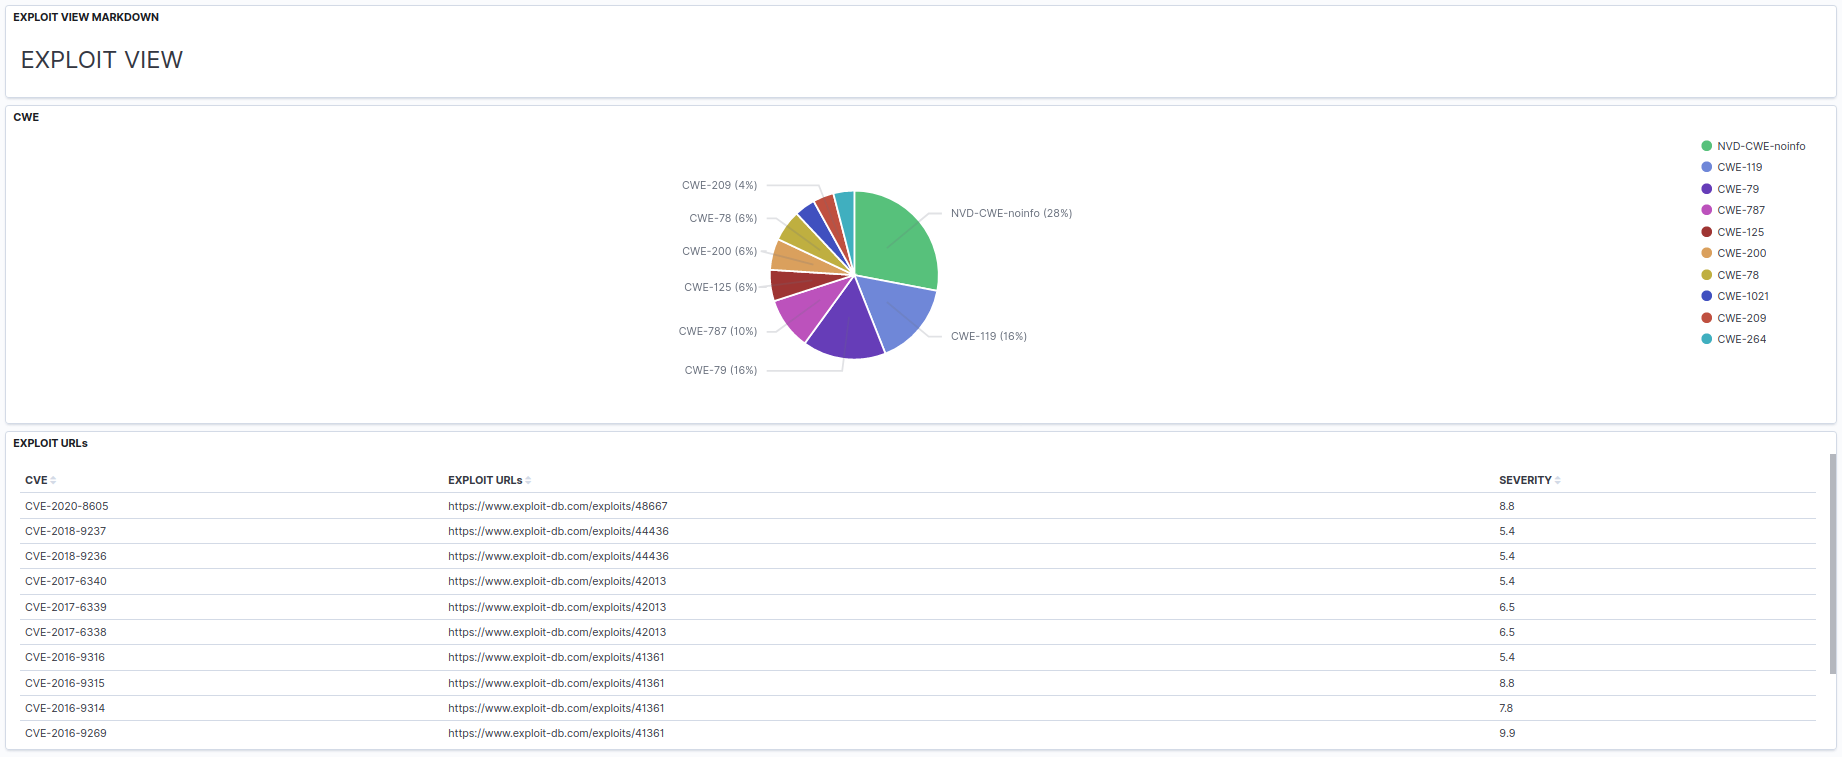 EXPLOIT VIEW MARKDOWN
EXPLOIT VIEW
CWE
CWE-209 (4%)
CWE-78 (6%)
CWE-200 (6%)
CWE-125 (6%)
CWE-787 (10%)
CWE-79 (16%)
NVD-CWE-noinfo (28%)
CWE-119 (16%)
NVD-CWE-noinfo
CWE-119
CWE-79
CWE-787
CWE-125
CWE-200
CWE-78
CWE-1021
CWE-209
CWE-264
EXPLOIT URLs
CVE EXPLOIT URLs SEVERITY
CVE-2020-8605 https://www.exploit-db.com/exploits/48667 8.8
CVE-2018-9237 https://www.exploit-db.com/exploits/44436 5.4
CVE-2018-9236 https://www.exploit-db.com/exploits/44436 5.4
CVE-2017-6340 https://www.exploit-db.com/exploits/42013 5.4
CVE-2017-6339 https://www.exploit-db.com/exploits/42013 6.5
CVE-2017-6338 https://www.exploit-db.com/exploits/42013 6.5
CVE-2016-9316 https://www.exploit-db.com/exploits/41361 5.4
CVE-2016-9315 https://www.exploit-db.com/exploits/41361 8.8
CVE-2016-9314 https://www.exploit-db.com/exploits/41361 7.8
CVE-2016-9269 https://www.exploit-db.com/exploits/41361 9.9